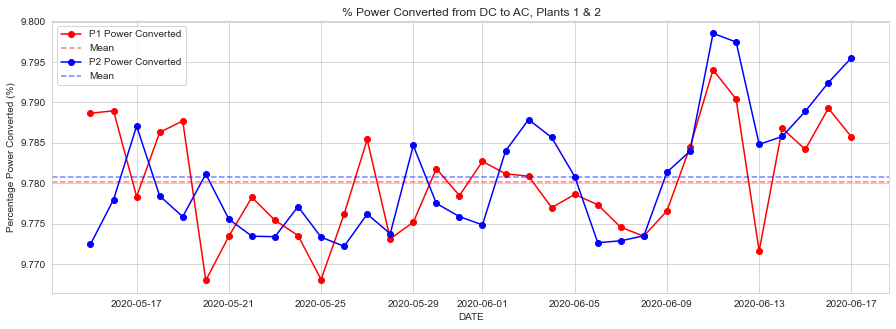 % Power Converted from DC to AC, Plants 1 & 2
P1 Power Converted
Mean
P2 Power Converted
Mean
Percentage Power Converted (%)
9.800
9.795
9.790
9.785
9.780
9.775
9.770
2020-05-17
2020-05-21
2020-05-25
2020-05-29
2020-06-01
2020-06-05
2020-06-09
2020-06-13
2020-06-17
DATE